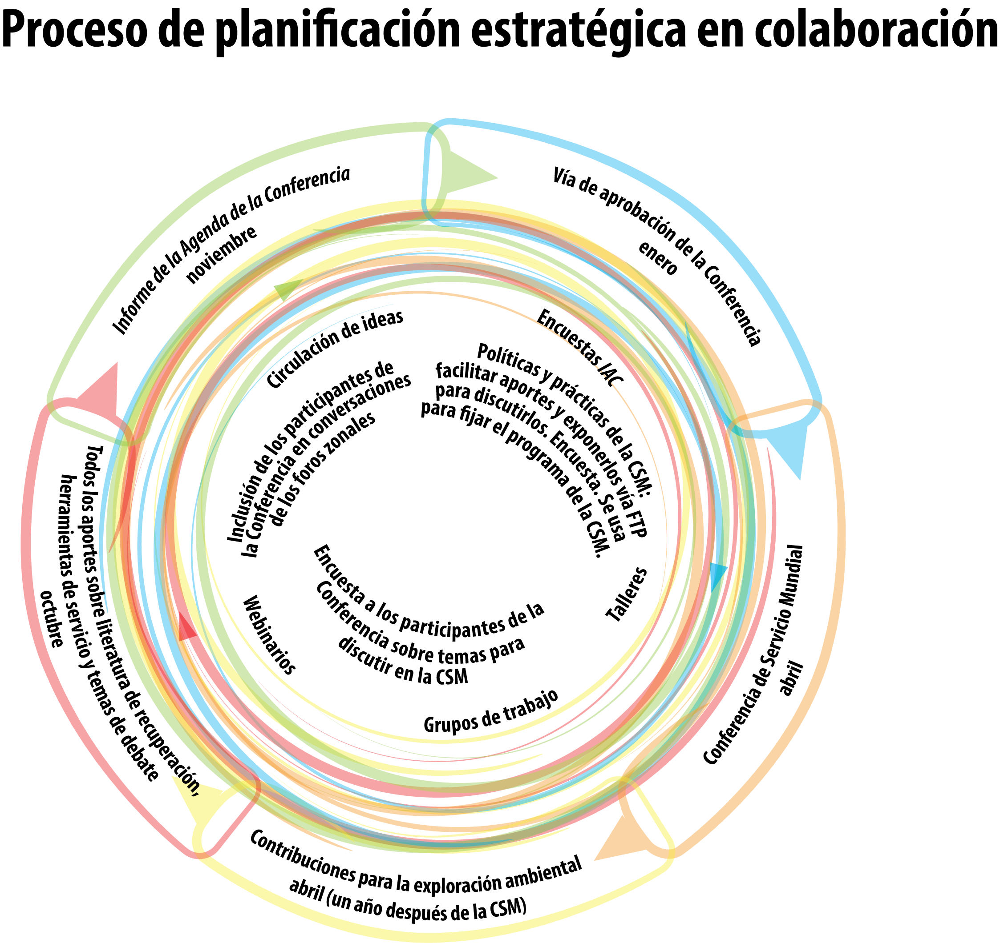 Proceso de planificación estratégica en colaboración
Informe de la Agenda de la Conferencia
noviembre
Vía de aprobación de la Conferencia
enero
Conferencia de Servicio Mundial
abril
Contribuciones para la exploración ambiental
abril (un año después de la CSM)
Todos los aportes sobre literatura de recuperación,
herramientas de servicio y temas de debate
octubre
Circulación de ideas
Encuestas IAC
Talleres
Grupos de trabajo
Webinarios
Inclusión de los participantes de
la Conferencia en conversaciones
de los foros zonales
Políticas y prácticas de la CSM:
facilitar aportes y exponerlos vía FTP
para discutirlos. Encuesta. Se usa
para fijar el programa de la CSM.
Encuesta a los participantes de la
Conferencia sobre temas para
discutir en la CSM